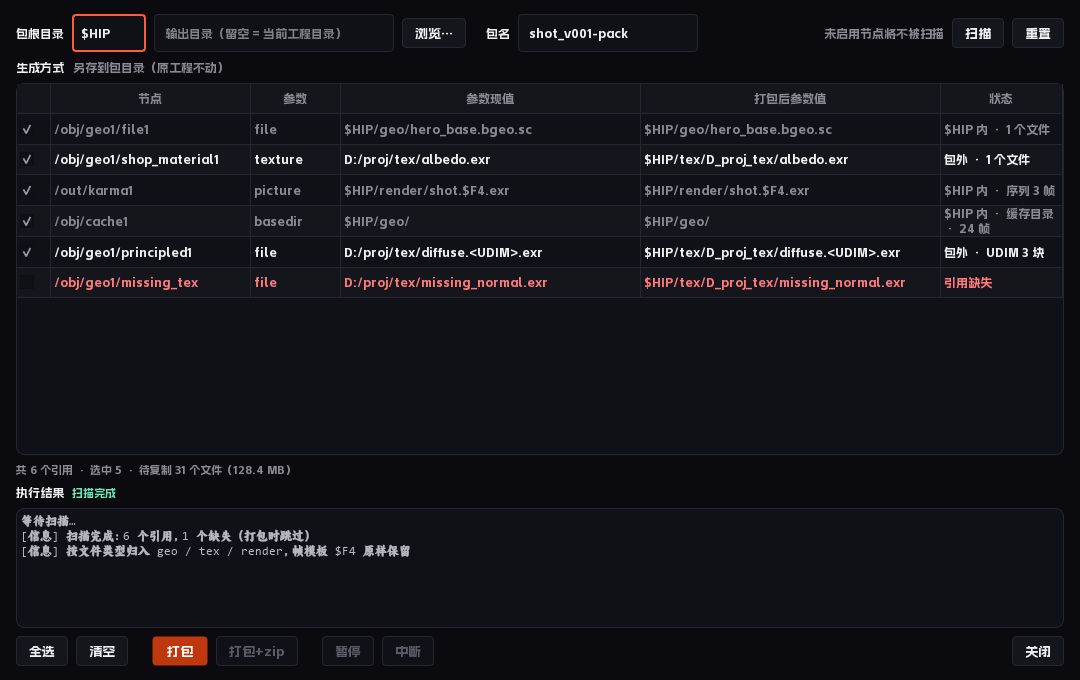 包根目录 $HIP 输出目录（留空 = 当前工程目录） 浏览… 包名 shot_v001-pack 未启用节点将不被扫描 扫描 重置
生成方式 另存到包目录（原工程不动）
节点 参数 参数现值 打包后参数值 状态
✓ /obj/geo1/file1 file $HIP/geo/hero_base.bgeo.sc $HIP/geo/hero_base.bgeo.sc $HIP 内 · 1 个文件
✓ /obj/geo1/shop_material1 texture D:/proj/tex/albedo.exr $HIP/tex/D_proj_tex/albedo.exr 包外 · 1 个文件
✓ /out/karma1 picture $HIP/render/shot.$F4.exr $HIP/render/shot.$F4.exr $HIP 内 · 序列 3 帧
✓ /obj/cache1 basedir $HIP/geo/ $HIP/geo/ $HIP 内 · 缓存目录
· 24 帧
✓ /obj/geo1/principled1 file D:/proj/tex/diffuse.<UDIM>.exr $HIP/tex/D_proj_tex/diffuse.<UDIM>.exr 包外 · UDIM 3 块
/obj/geo1/missing_tex file D:/proj/tex/missing_normal.exr $HIP/tex/D_proj_tex/missing_normal.exr 引用缺失
共 6 个引用 · 选中 5 · 待复制 31 个文件（128.4 MB）
执行结果 扫描完成
等待扫描…
[信息] 扫描完成：6 个引用，1 个缺失（打包时跳过）
[信息] 按文件类型归入 geo / tex / render，帧模板 $F4 原样保留
全选 清空 打包 打包+zip 暂停 中断 关闭